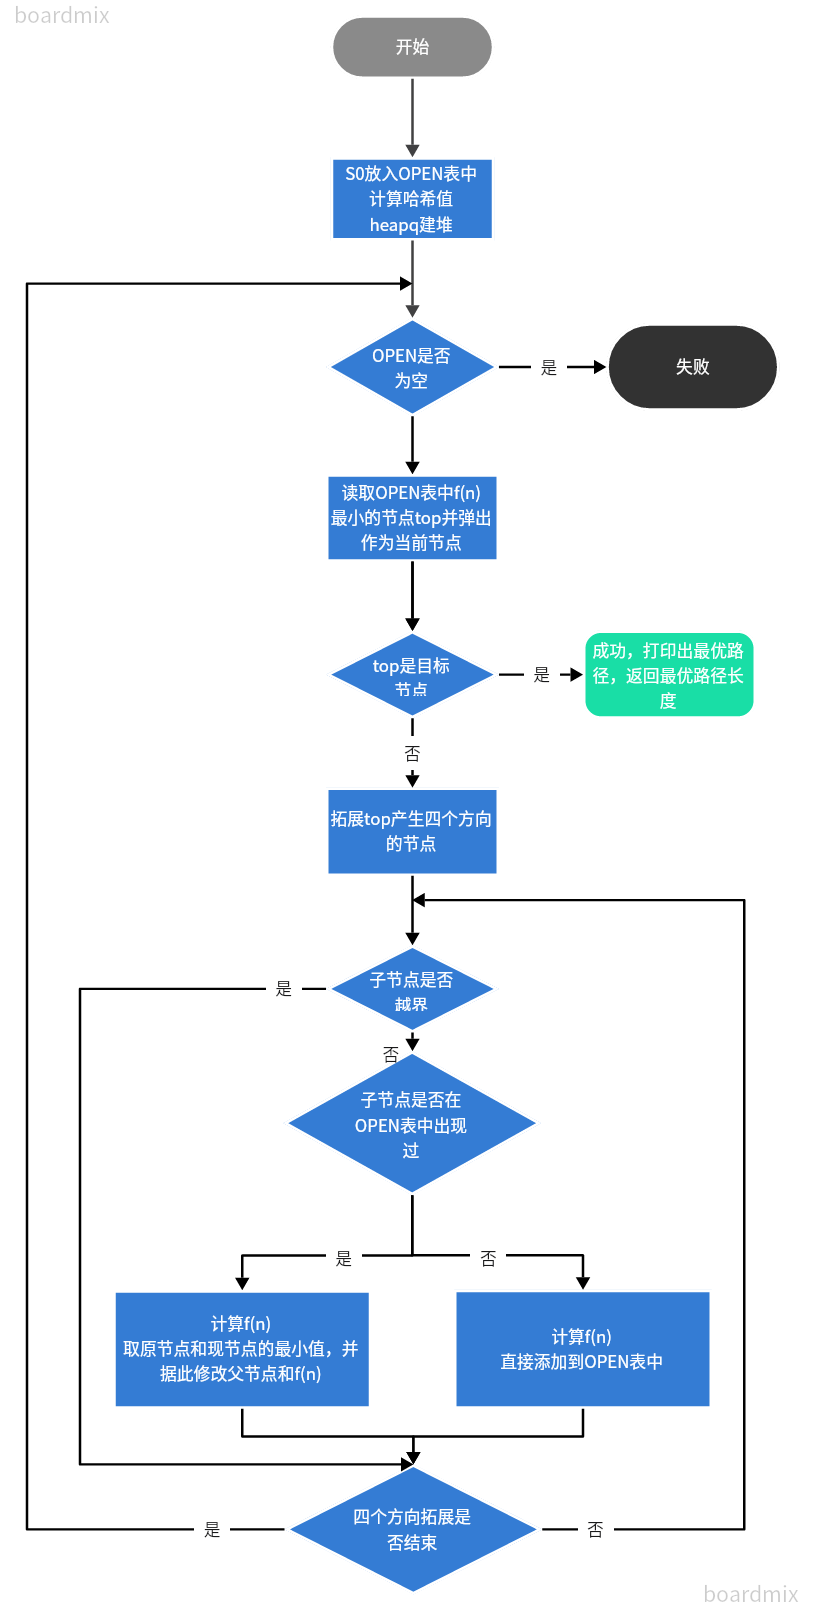 boardmix
开始
S0放入OPEN表中
计算哈希值
heapq建堆
OPEN是否
为空
是
失败
读取OPEN表中f(n)
最小的节点top并弹出
作为当前节点
top是目标
节点
是
成功，打印出最优路
径，返回最优路径长
度
否
拓展top产生四个方向
的节点
子节点是否
越界
是
否
子节点是否在
OPEN表中出现
过
是
否
计算f(n)
取原节点和现节点的最小值，并
据此修改父节点和f(n)
计算f(n)
直接添加到OPEN表中
四个方向拓展是
否结束
是
否
boardmix